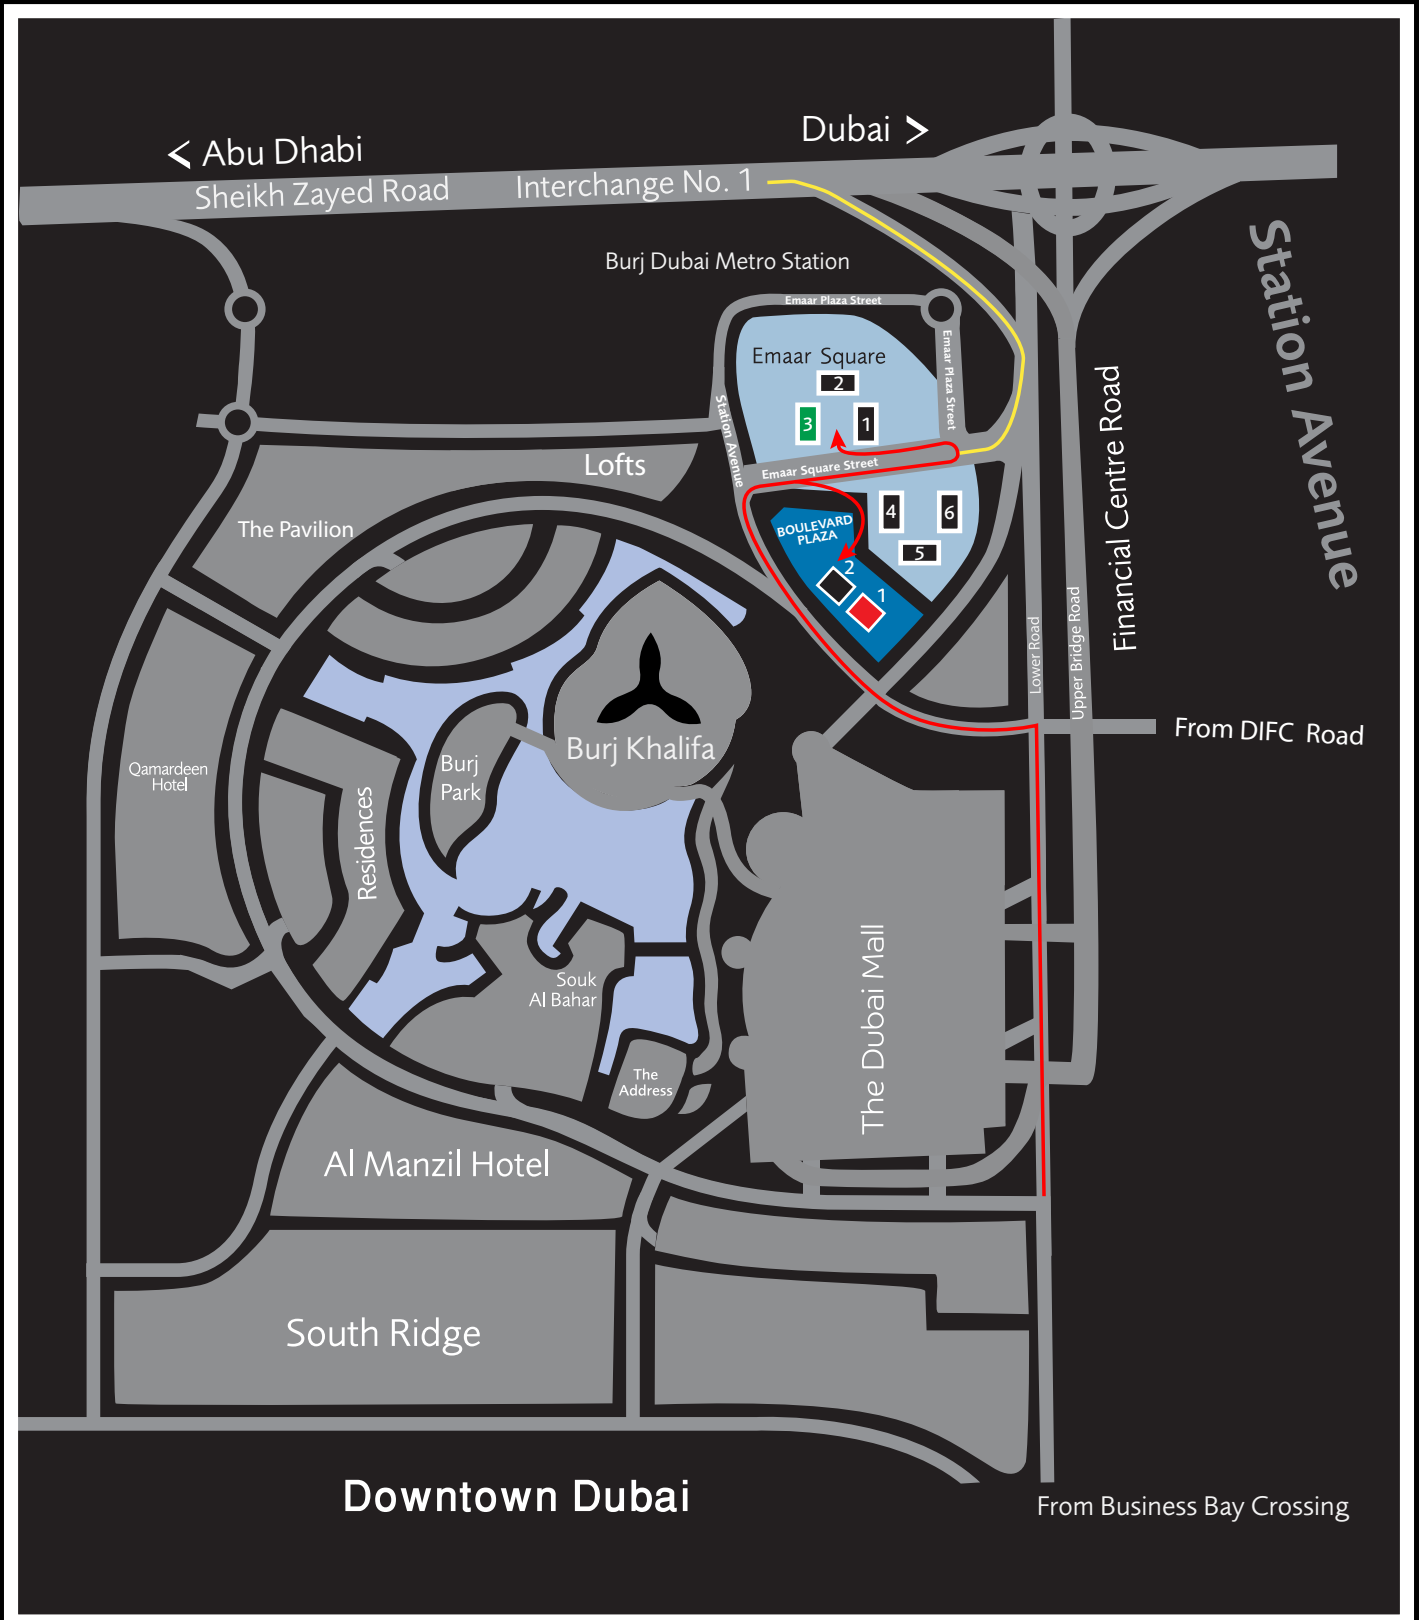 Dubai >
< Abu Dhabi
Sheikh Zayed Road
Interchange No. 1
Station Avenue
Burj Dubai Metro Station
Emaar Plaza Street
Emaar Plaza Street
Emaar Square
2
3
1
Station Avenue
Emaar Square Street
Financial Centre Road
Lofts
The Pavilion
4
6
5
BOULEVARD
PLAZA
2
1
Lower Road
Upper Bridge Road
From DIFC Road
Burj Khalifa
Burj
Park
Qamardeen
Hotel
Residences
Souk
Al Bahar
The Dubai Mall
The
Address
Al Manzil Hotel
South Ridge
Downtown Dubai
From Business Bay Crossing